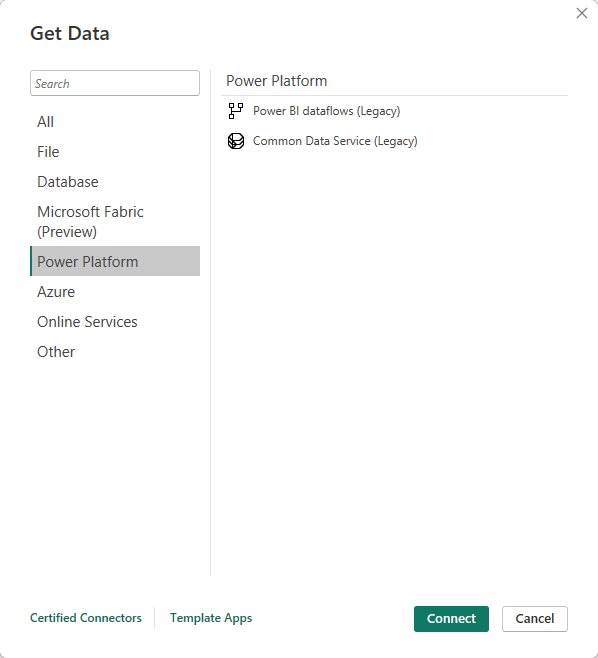 Get Data
Search
All
File
Database
Microsoft Fabric
(Preview)
Power Platform
Azure
Online Services
Other
Power Platform
Power BI dataflows (Legacy)
Common Data Service (Legacy)
Certified Connectors
Template Apps
Connect
Cancel